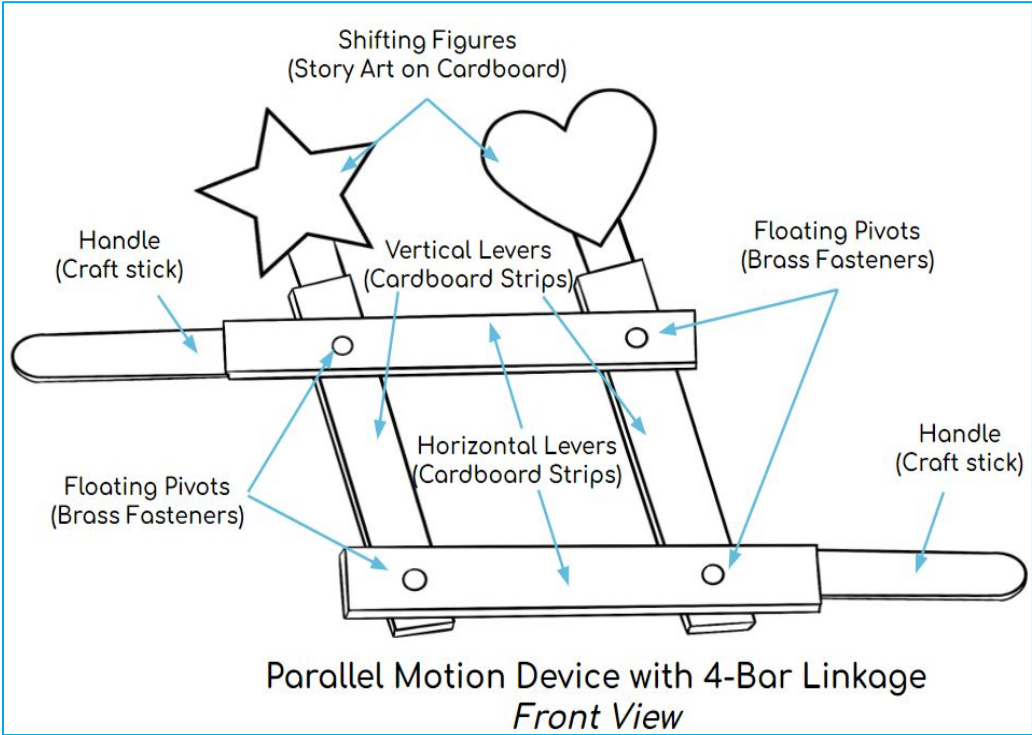 Shifting Figures
(Story Art on Cardboard)
Handle
(Craft stick)
Vertical Levers
(Cardboard Strips)
Floating Pivots
(Brass Fasteners)
Horizontal Levers
(Cardboard Strips)
Handle
(Craft stick)
Floating Pivots
(Brass Fasteners)
Parallel Motion Device with 4-Bar Linkage
Front View